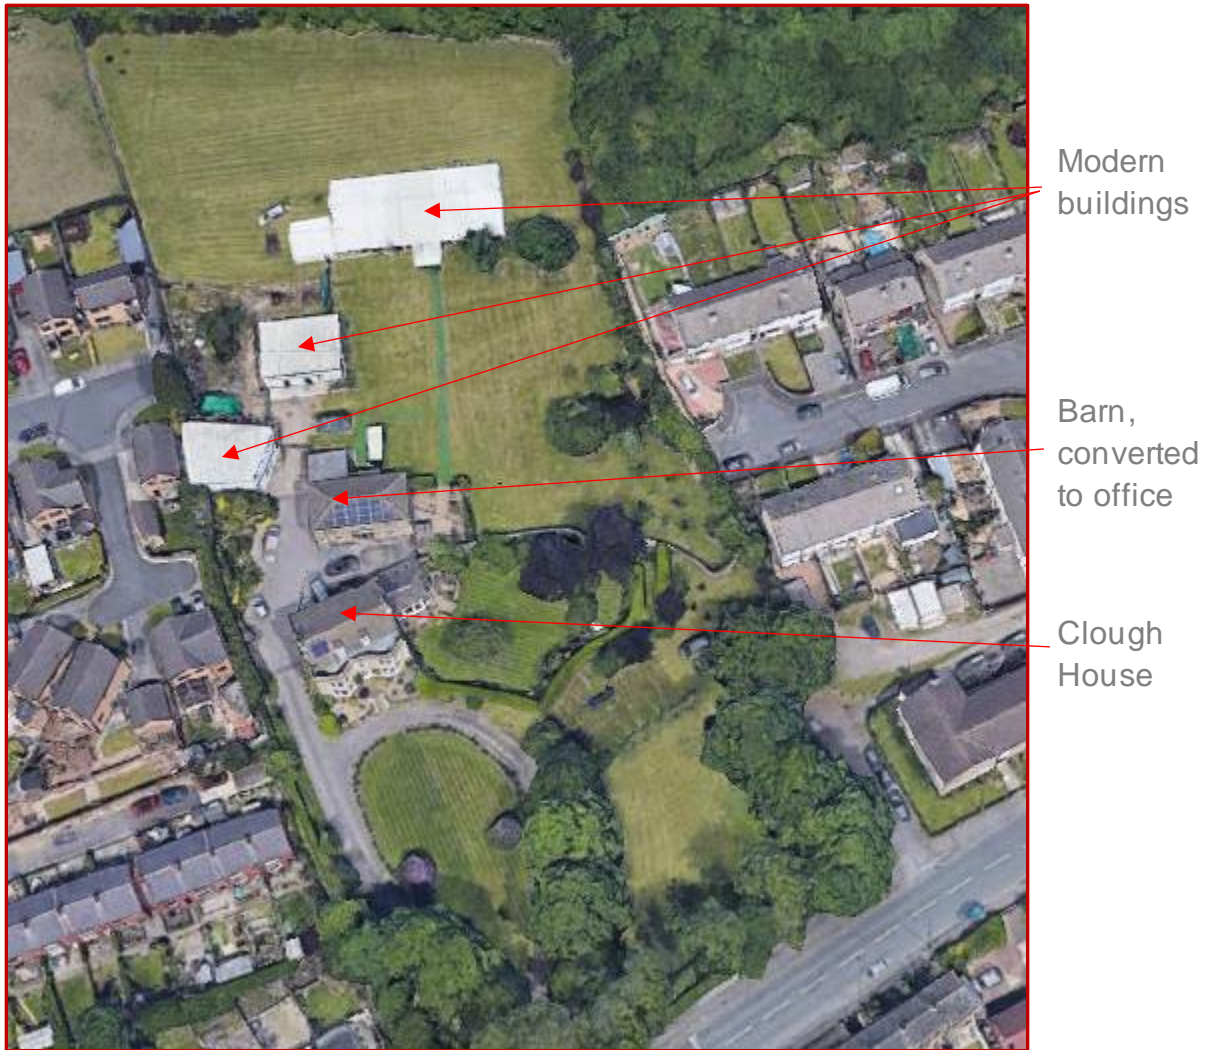 Modern
buildings
Barn,
converted
to office
Clough
House